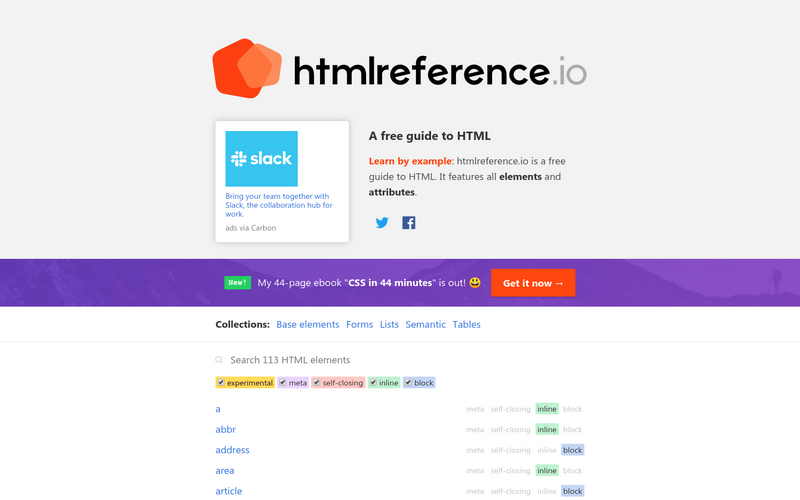 htmlreference.io
slack
Bring your team together with
Slack, the collaboration hub for
work.
ads via Carbon
A free guide to HTML
Learn by example: htmlreference.io is a free
guide to HTML. It features all elements and
attributes.
New! My 44-page ebook "CSS in 44 minutes" is out! 😃 Get it now →
Collections: Base elements Forms Lists Semantic Tables
Search 113 HTML elements
experimental meta self-closing inline block
a meta self-closing inline block
abbr meta self-closing inline block
address meta self-closing inline block
area meta self-closing inline block
article meta self-closing inline block